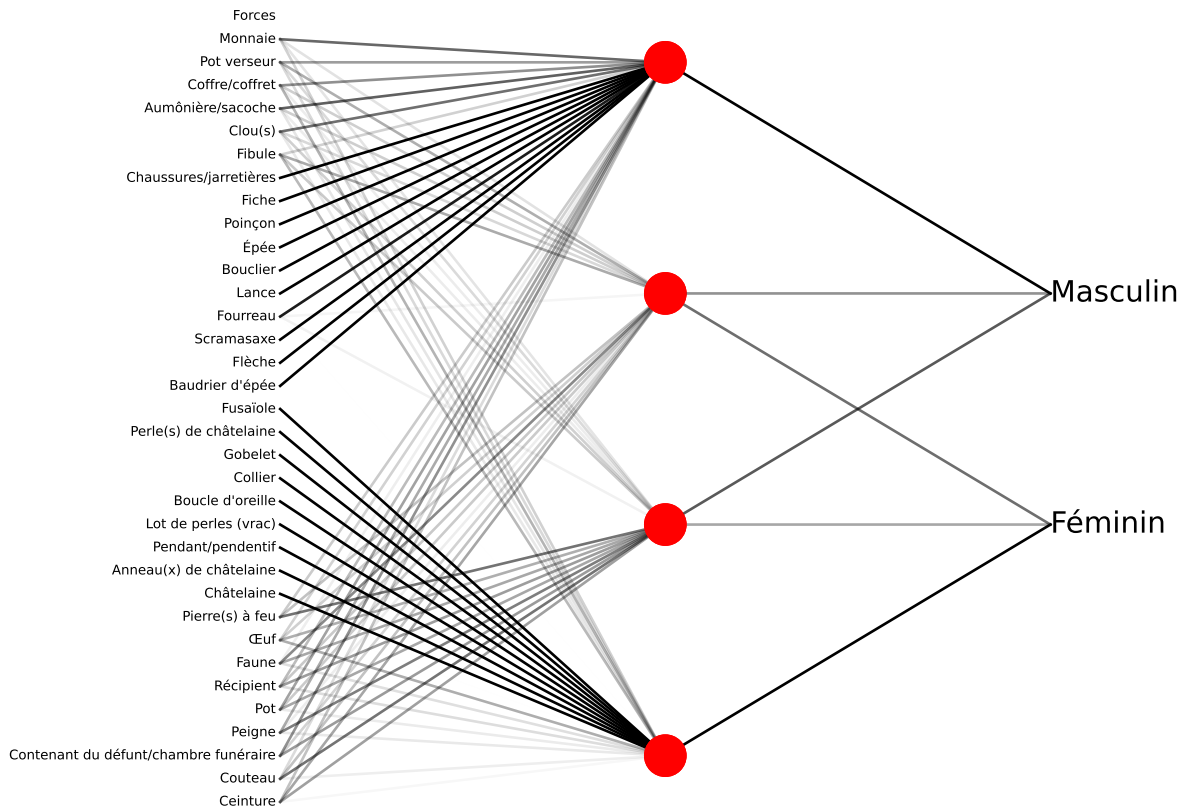 Forces
Monnaie
Pot verseur
Coffre/coffret
Aumônière/sacoche
Clou(s)
Fibule
Chaussures/jarretières
Fiche
Poinçon
Épée
Bouclier
Lance
Fourreau
Scramasaxe
Flèche
Baudrier d'épée
Fusaïole
Perle(s) de châtelaine
Gobelet
Collier
Boucle d'oreille
Lot de perles (vrac)
Pendant/pendentif
Anneau(x) de châtelaine
Châtelaine
Pierre(s) à feu
Œuf
Faune
Récipient
Pot
Peigne
Contenant du défunt/chambre funéraire
Couteau
Ceinture
Masculin
Féminin